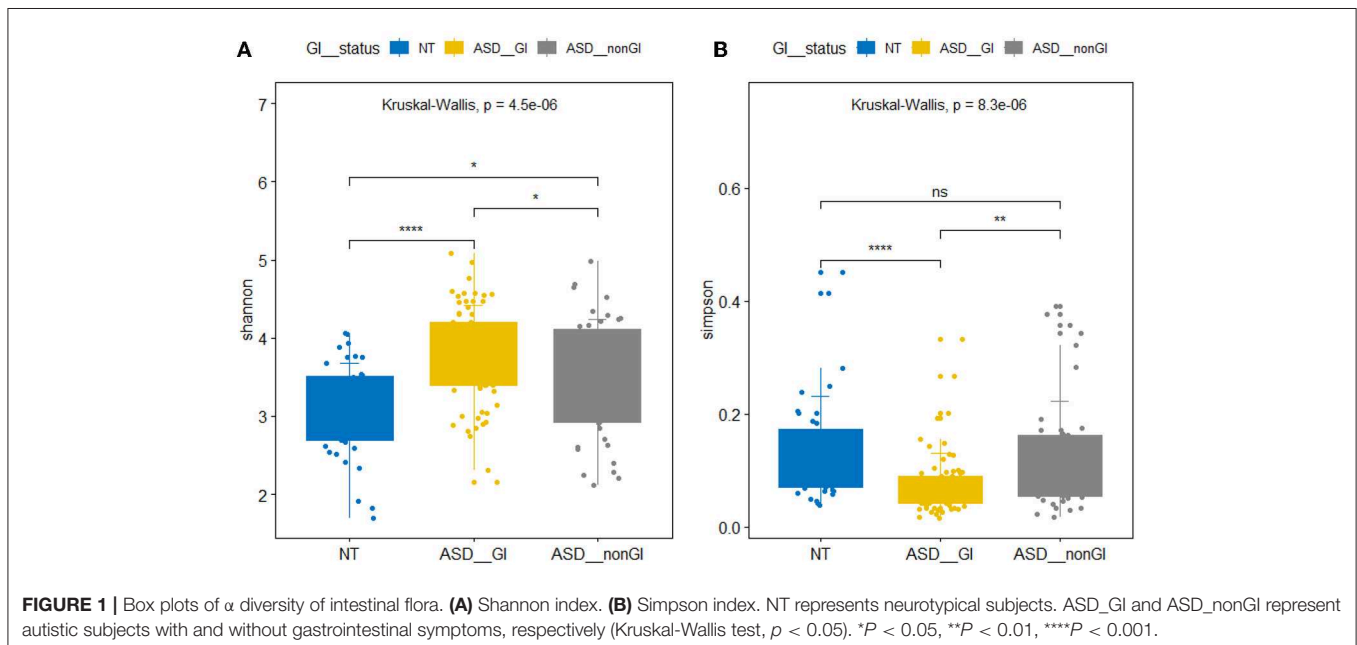 A
GI__status NT ASD__GI ASD__nonGI
Kruskal-Wallis, p = 4.5e-06
7
6
5
4
3
2
shannon
*
*
****
NT ASD__GI ASD__nonGI
B
GI__status NT ASD__GI ASD__nonGI
Kruskal-Wallis, p = 8.3e-06
0.6
0.4
0.2
0.0
simpson
ns
**
****
NT ASD__GI ASD__nonGI
FIGURE 1 | Box plots of α diversity of intestinal flora. (A) Shannon index. (B) Simpson index. NT represents neurotypical subjects. ASD_GI and ASD_nonGI represent
autistic subjects with and without gastrointestinal symptoms, respectively (Kruskal-Wallis test, p < 0.05). *P < 0.05, **P < 0.01, ****P < 0.001.